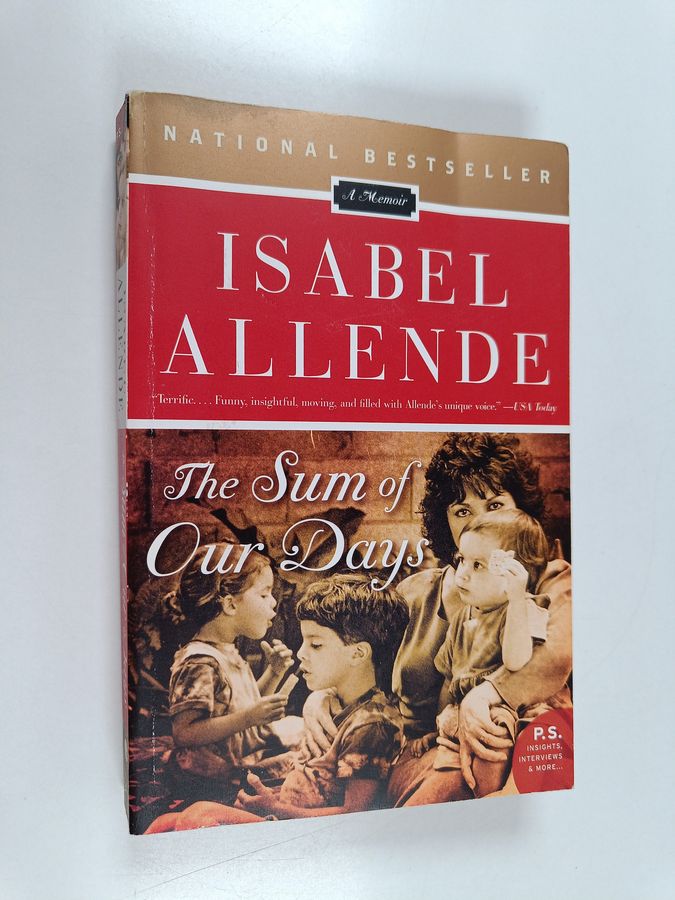 NATIONAL BESTSELLER
A Memoir
ISABEL
ALLENDE
“Terrific. . . . Funny, insightful, moving, and filled with Allende’s unique voice.” —USA Today
The Sum of
Our Days
P.S.
INSIGHTS,
INTERVIEWS
& MORE...
ALLENDE